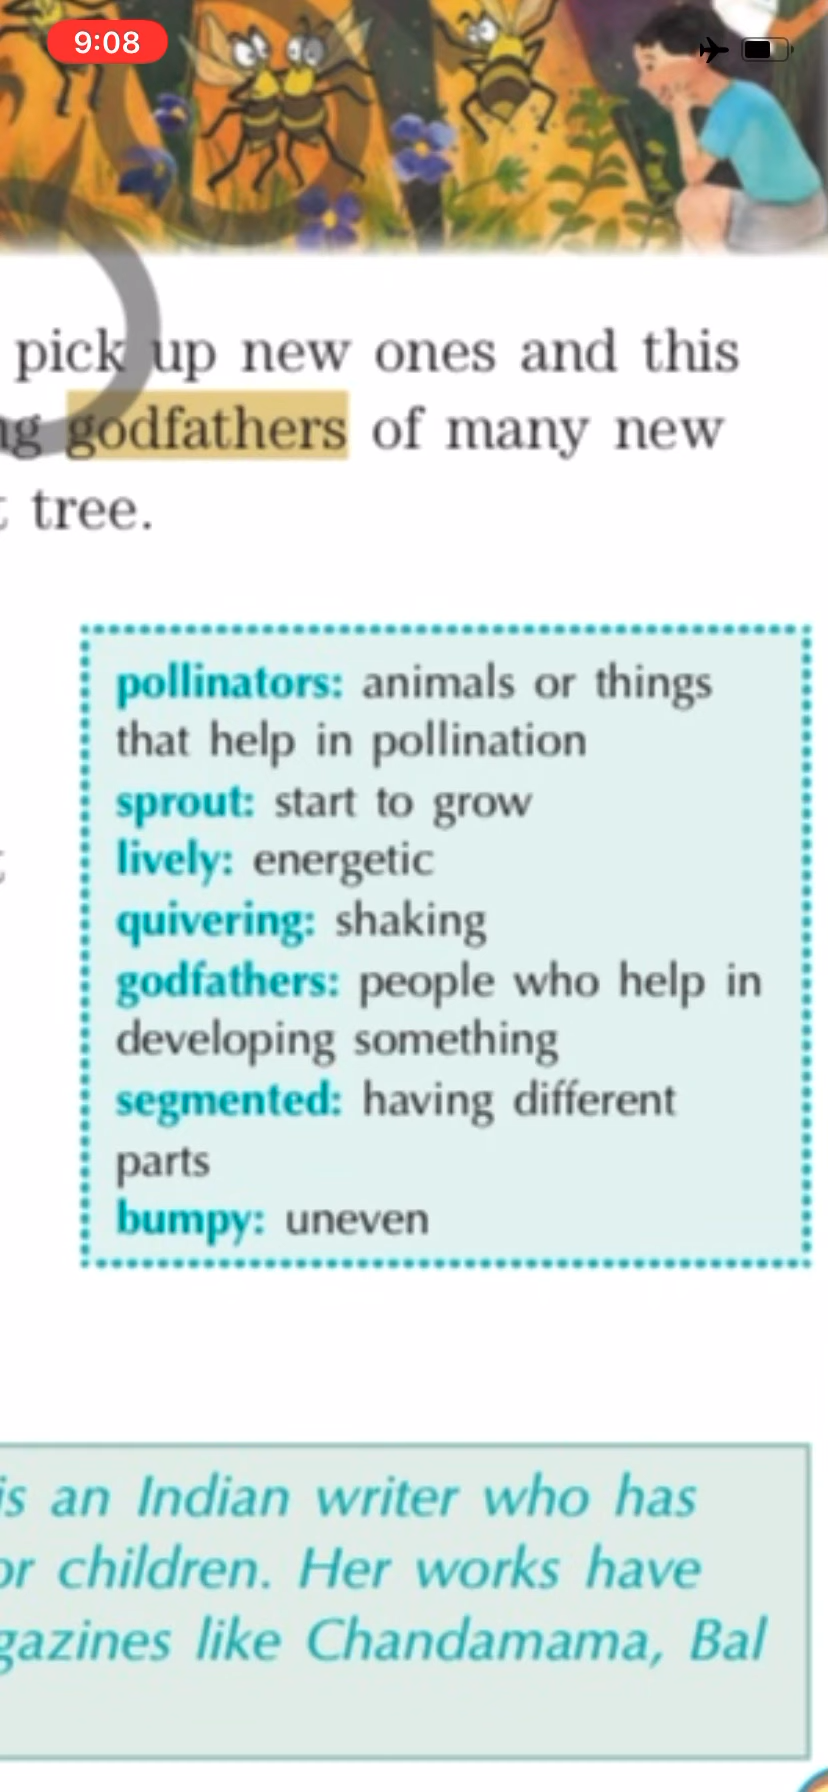 9:08
pick up new ones and this
godfathers of many new
tree.
pollinators: animals or things
that help in pollination
sprout: start to grow
lively: energetic
quivering: shaking
godfathers: people who help in
developing something
segmented: having different
parts
bumpy: uneven
is an Indian writer who has
children. Her works have
like Chandamama, Bal